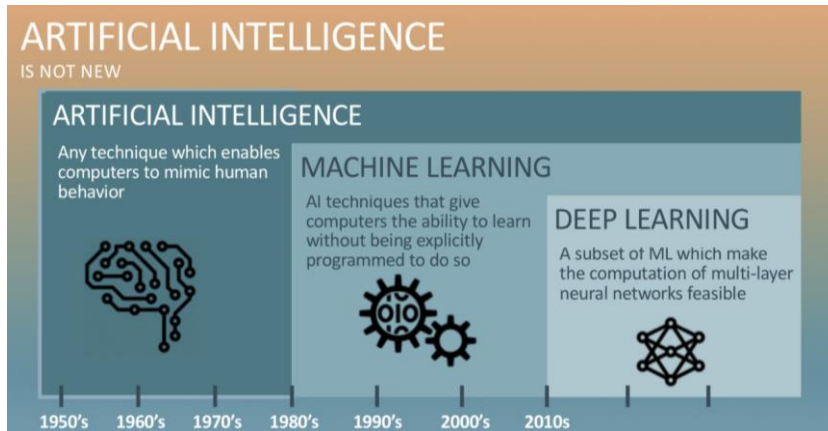 ARTIFICIAL INTELLIGENCE
IS NOT NEW
ARTIFICIAL INTELLIGENCE
Any technique which enables
computers to mimic human
behavior
MACHINE LEARNING
AI techniques that give
computers the ability to learn
without being explicitly
programmed to do so
DEEP LEARNING
A subset of ML which make
the computation of multi-layer
neural networks feasible
OIO
1950's 1960's 1970's 1980's 1990's 2000's 2010s